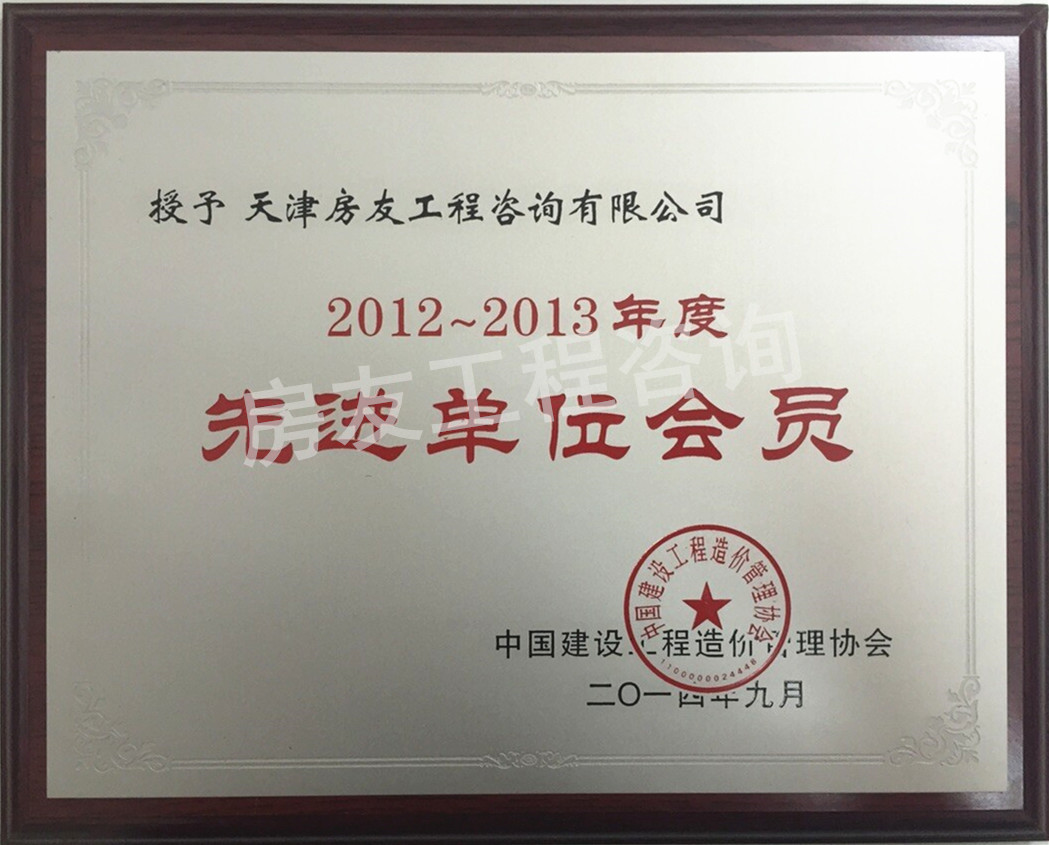 授予 天津房友工程咨询有限公司
2012~2013年度
先进单位会员
房友工程咨询
中国建设工程造价管理协会
1100000024448
中国建设工程造价管理协会
二〇一四年九月